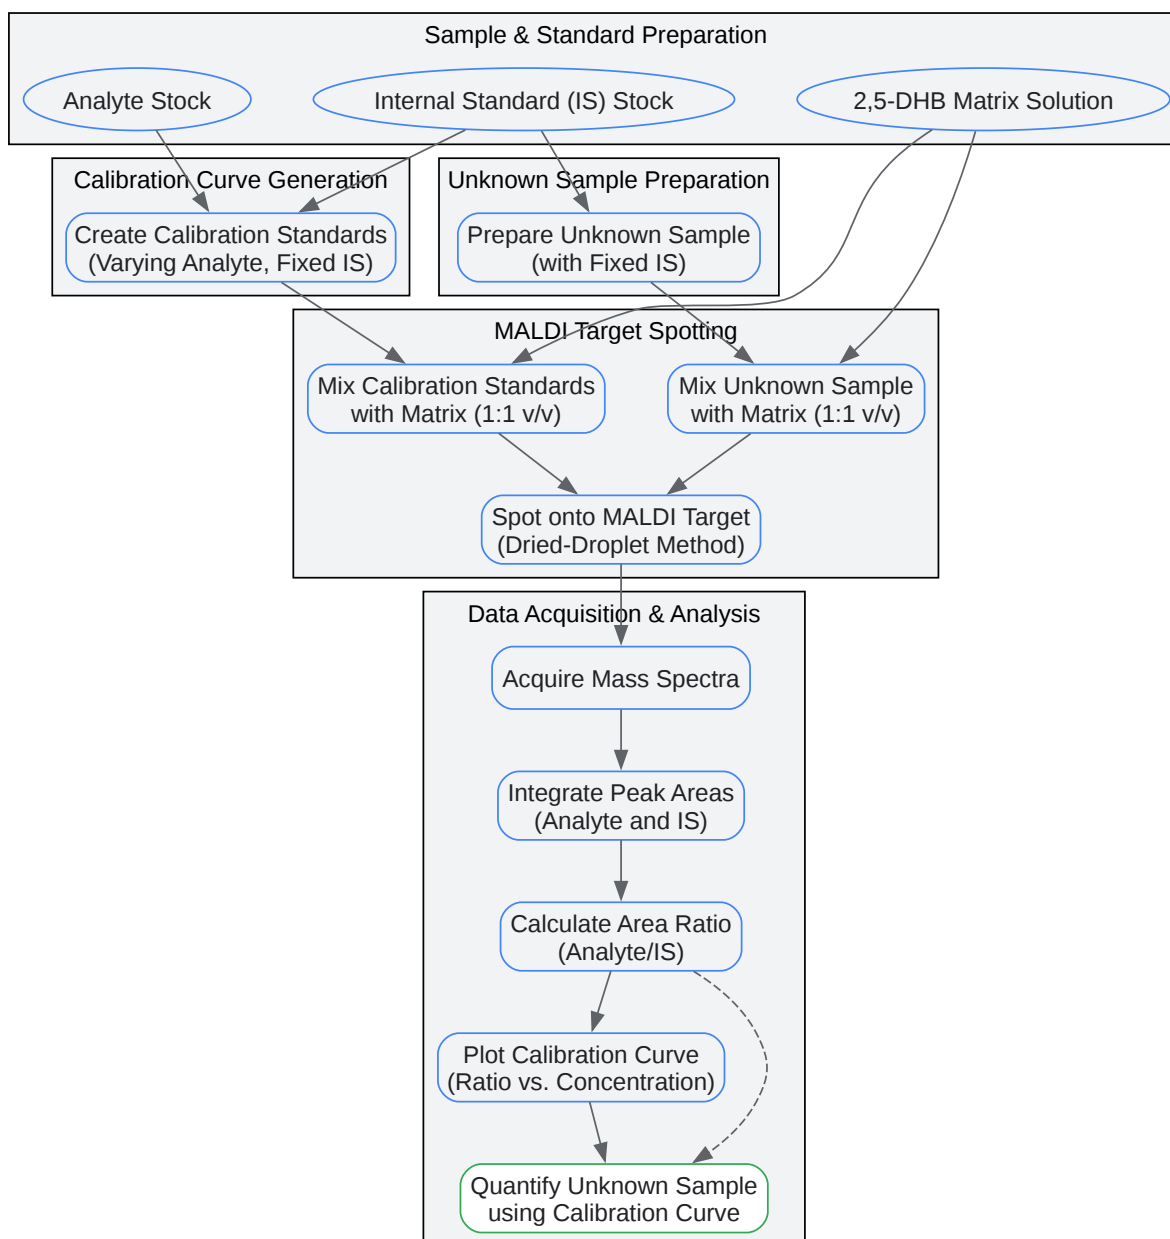 Sample & Standard Preparation
Analyte Stock
Internal Standard (IS) Stock
2,5-DHB Matrix Solution
Calibration Curve Generation
Unknown Sample Preparation
Create Calibration Standards
(Varying Analyte, Fixed IS)
Prepare Unknown Sample
(with Fixed IS)
MALDI Target Spotting
Mix Calibration Standards
with Matrix (1:1 v/v)
Mix Unknown Sample
with Matrix (1:1 v/v)
Spot onto MALDI Target
(Dried-Droplet Method)
Data Acquisition & Analysis
Acquire Mass Spectra
Integrate Peak Areas
(Analyte and IS)
Calculate Area Ratio
(Analyte/IS)
Plot Calibration Curve
(Ratio vs. Concentration)
Quantify Unknown Sample
using Calibration Curve